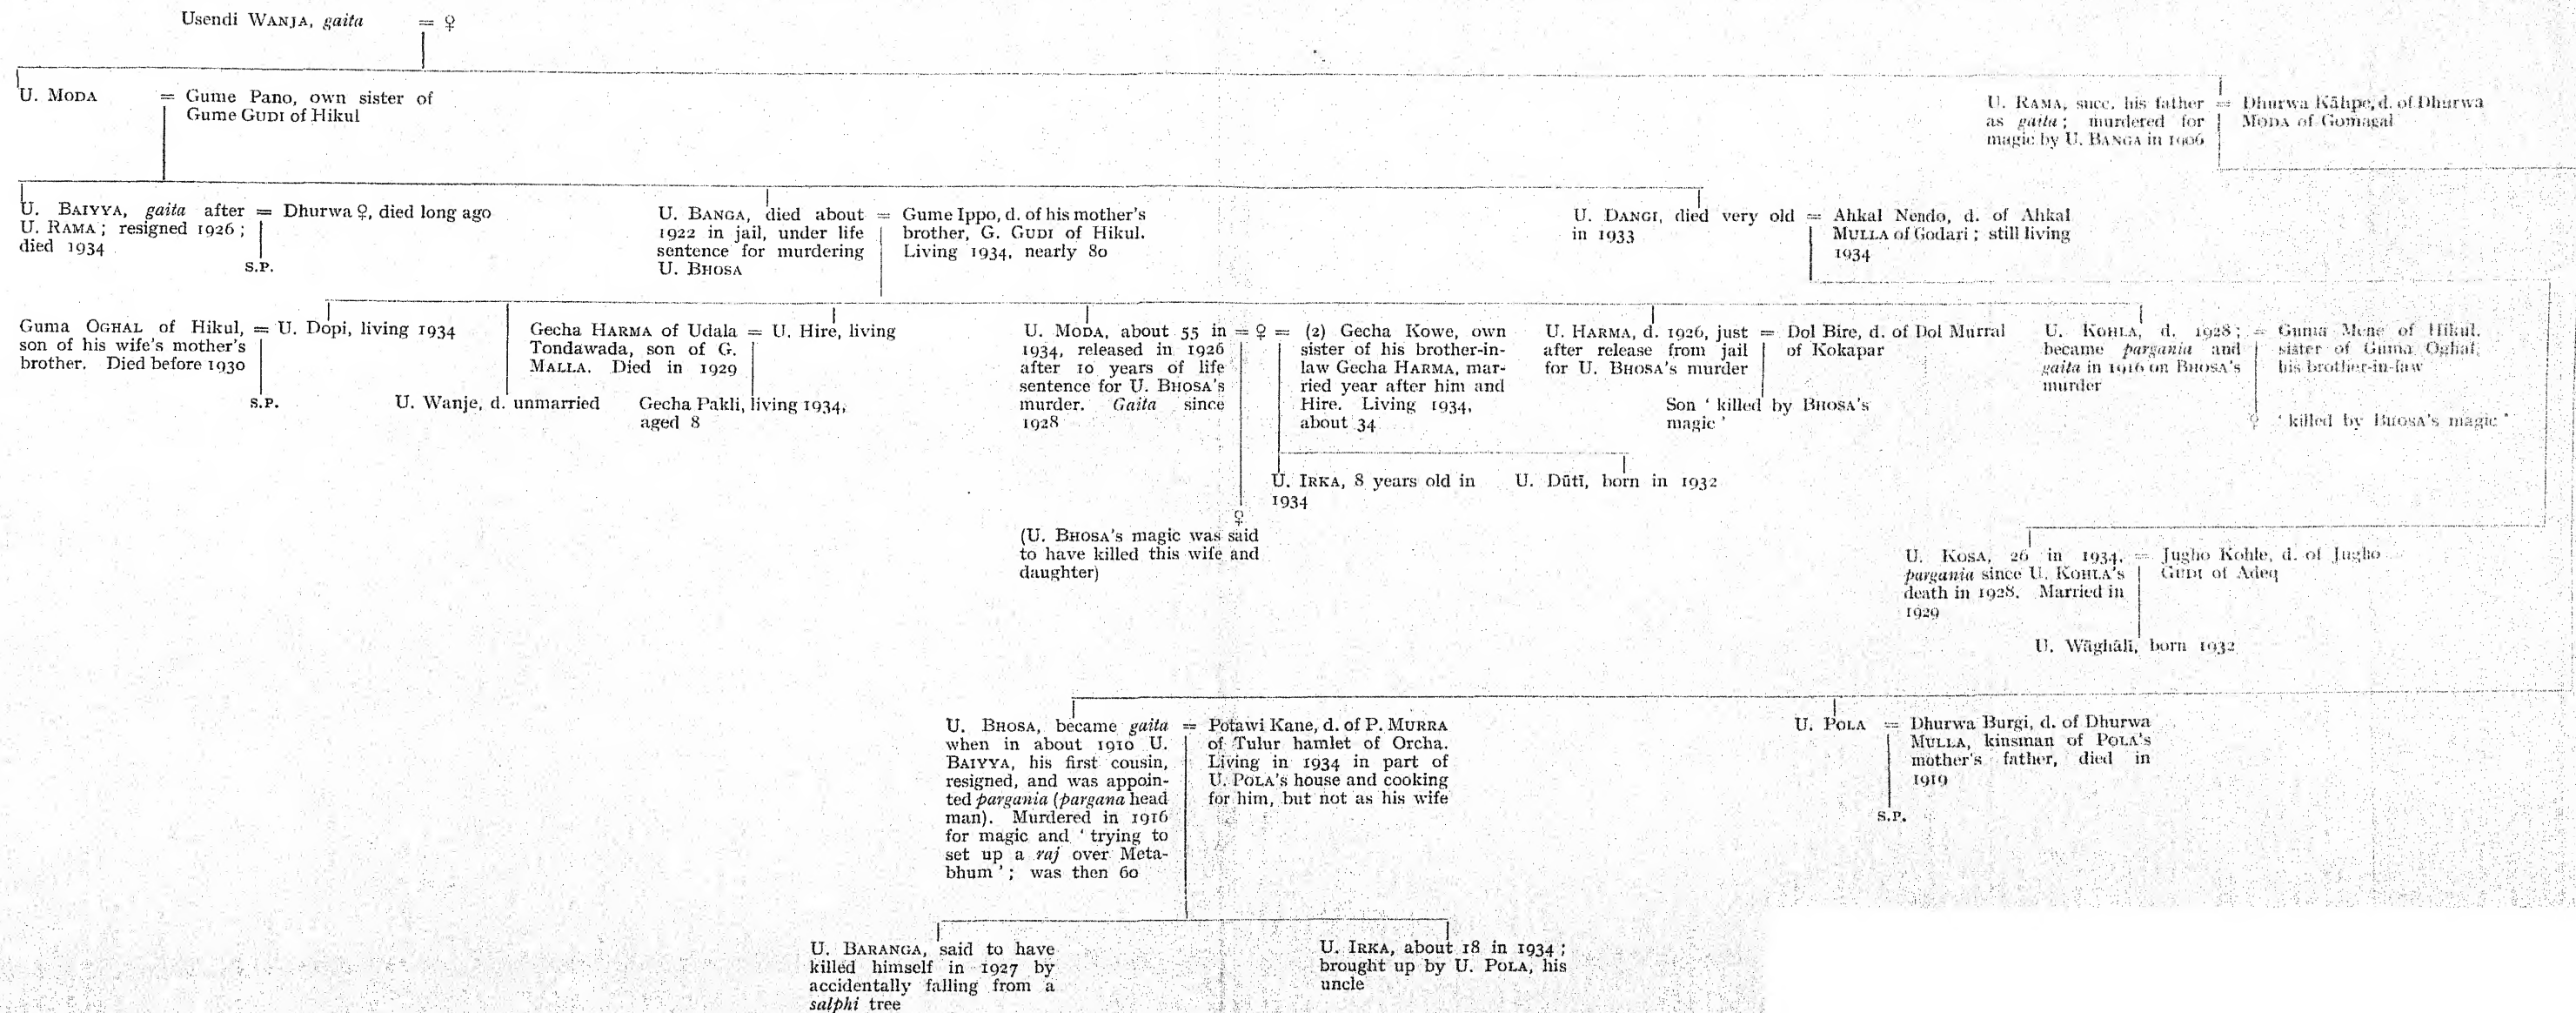 Usendi WANJA, gaita = ♀
U. MODA = Gume Pano, own sister of
Gume GUDI of Hikul
U. RAMA, succ. his father = Dhurwa Kāhpe, d. of Dhurwa
as gaita; murdered for MODA of Gomagal
magic by U. BANGA in 1906
U. BAIYYA, gaita after = Dhurwa ♀, died long ago
U. RAMA; resigned 1926;
died 1934
S.P.
U. BANGA, died about = Gume Ippo, d. of his mother's
1922 in jail, under life brother, G. GUDI of Hikul.
sentence for murdering Living 1934, nearly 80
U. BHOSA
U. DANGI, died very old = Ahkal Nendo, d. of Ahkal
in 1933 MULLA of Godari; still living
1934
Guma OGHAL of Hikul, = U. Dopi, living 1934
son of his wife's mother's
brother. Died before 1930
S.P.
U. Wanje, d. unmarried
Gecha HARMA of Udala = U. Hire, living
Tondawada, son of G.
MALLA. Died in 1929
Gecha Pakli, living 1934,
aged 8
U. MODA, about 55 in = ♀ = (2) Gecha Kowe, own
1934, released in 1926 sister of his brother-in-
after 10 years of life law Gecha HARMA, mar-
sentence for U. BHOSA's ried year after him and
murder. Gaita since Hire. Living 1934,
1928 about 34
U. HARMA, d. 1926, just = Dol Bire, d. of Dol Murral
after release from jail of Kokapar
for U. BHOSA's murder
Son ' killed by BHOSA's
magic '
U. KOHLA, d. 1928; = Guma Mene of Hikul.
became pargania and sister of Guma Oghal,
gaita in 1916 on BHOSA's his brother-in-law
murder
♀ ' killed by BHOSA's magic '
U. IRKA, 8 years old in
1934
U. Dūtī, born in 1932
♀
(U. BHOSA's magic was said
to have killed this wife and
daughter)
U. KOSA, 26 in 1934, = Jugho Kohle, d. of Jugho
pargania since U. KOHLA's GUDI of Adeq
death in 1928. Married in
1929
U. Wāghāli, born 1932
U. BHOSA, became gaita = Potawi Kane, d. of P. MURRA
when in about 1910 U. of Tulur hamlet of Orcha.
BAIYYA, his first cousin, Living in 1934 in part of
resigned, and was appoin- U. POLA's house and cooking
ted pargania (pargana head for him, but not as his wife
man). Murdered in 1916
for magic and ' trying to
set up a raj over Meta-
bhum '; was then 60
U. POLA = Dhurwa Burgi, d. of Dhurwa
MULLA, kinsman of POLA's
mother's father, died in
1919
S.P.
U. BARANGA, said to have
killed himself in 1927 by
accidentally falling from a
salphi tree
U. IRKA, about 18 in 1934;
brought up by U. POLA, his
uncle